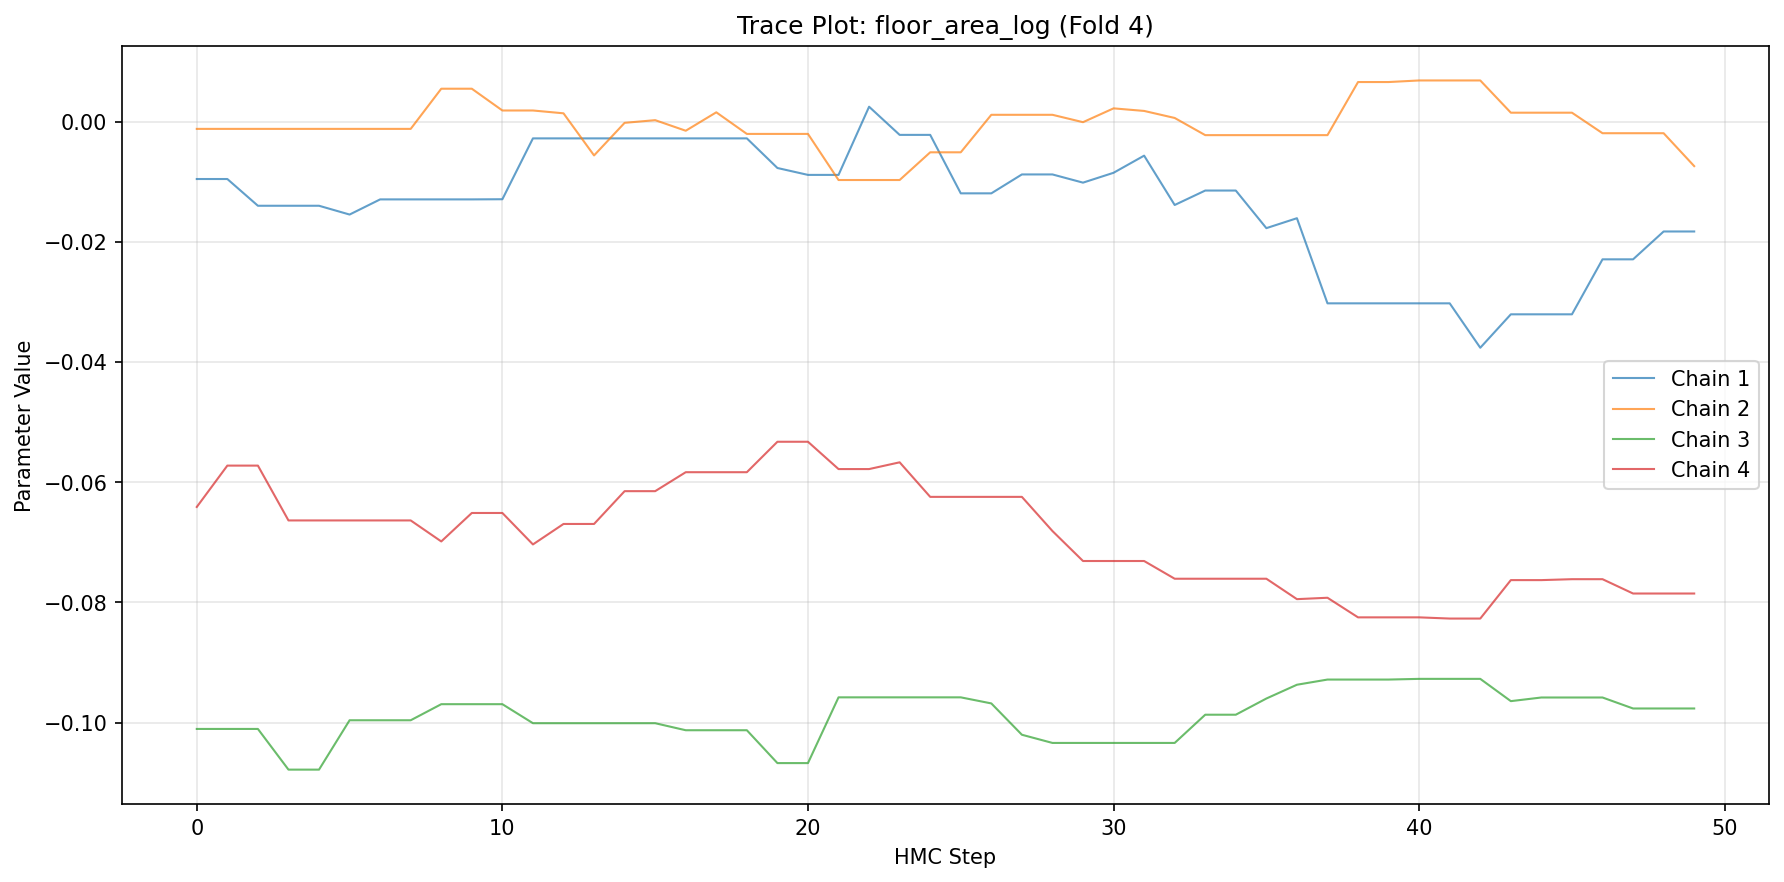 Trace Plot: floor_area_log (Fold 4)
Parameter Value
0.00
−0.02
−0.04
−0.06
−0.08
−0.10
Chain 1
Chain 2
Chain 3
Chain 4
0 10 20 30 40 50
HMC Step